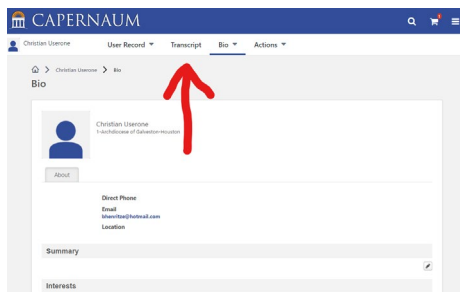 CAPERNAUM
Christian Userone
User Record
Transcript
Bio
Actions
Christian Userone > Bio
Bio
Christian Userone
1-Archdiocese of Galveston-Houston
About
Direct Phone
Email
bhenritze@hotmail.com
Location
Summary
Interests